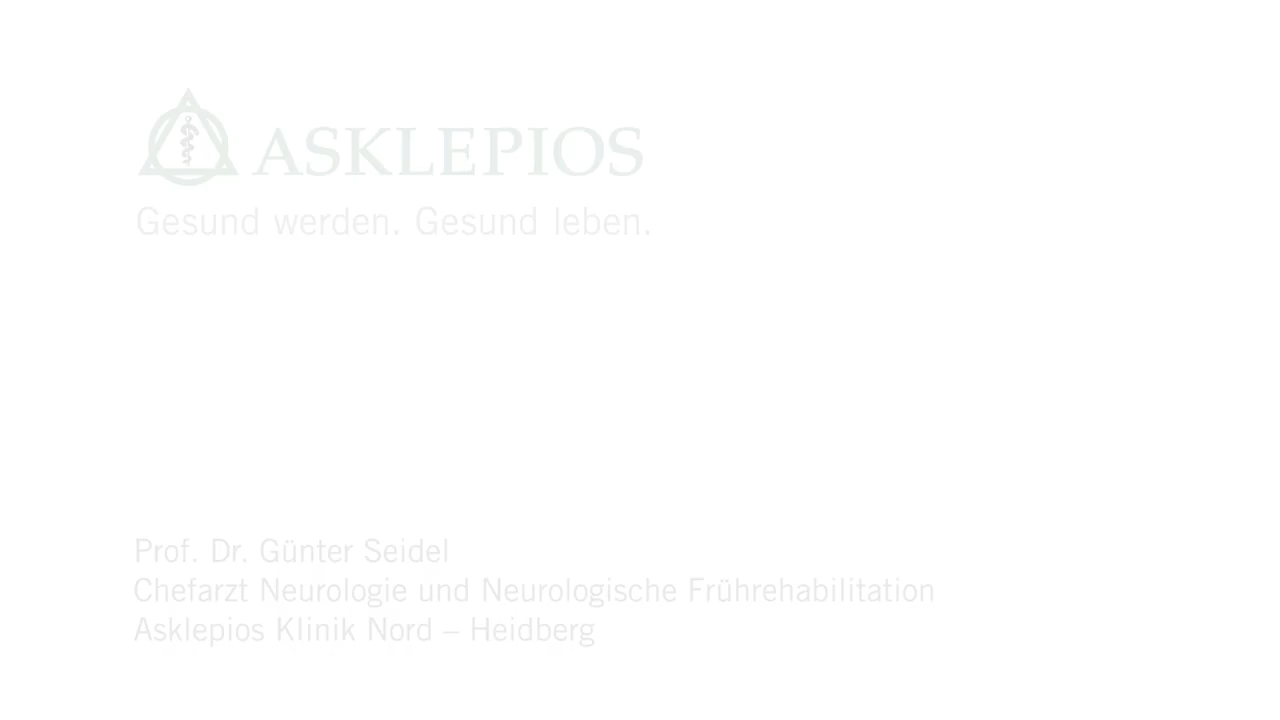 ASKLEPIOS
Gesund werden. Gesund leben.
Prof. Dr. Günter Seidel
Chefarzt Neurologie und Neurologische Frührehabilitation
Asklepios Klinik Nord – Heidberg